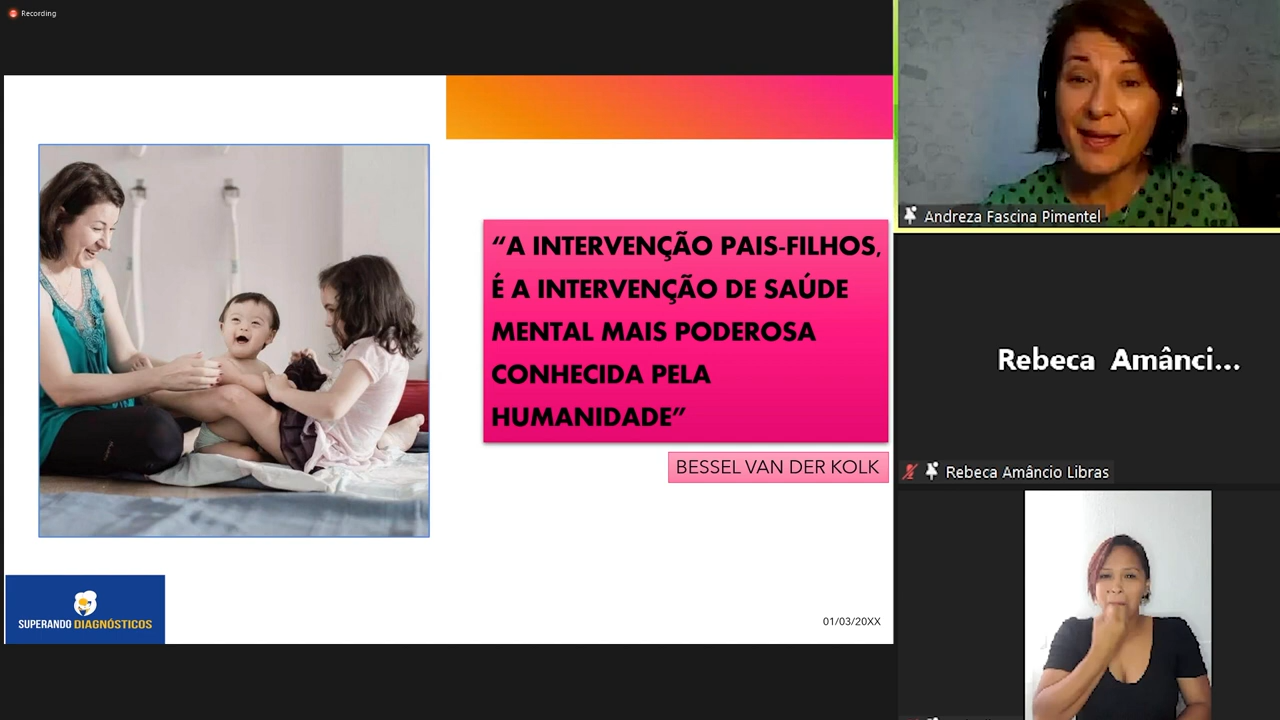 Recording
“A INTERVENÇÃO PAIS-FILHOS,
É A INTERVENÇÃO DE SAÚDE
MENTAL MAIS PODEROSA
CONHECIDA PELA
HUMANIDADE”
BESSEL VAN DER KOLK
SUPERANDO DIAGNÓSTICOS
01/03/20XX
Andreza Fascina Pimentel
Rebeca Amânci...
Rebeca Amâncio Libras